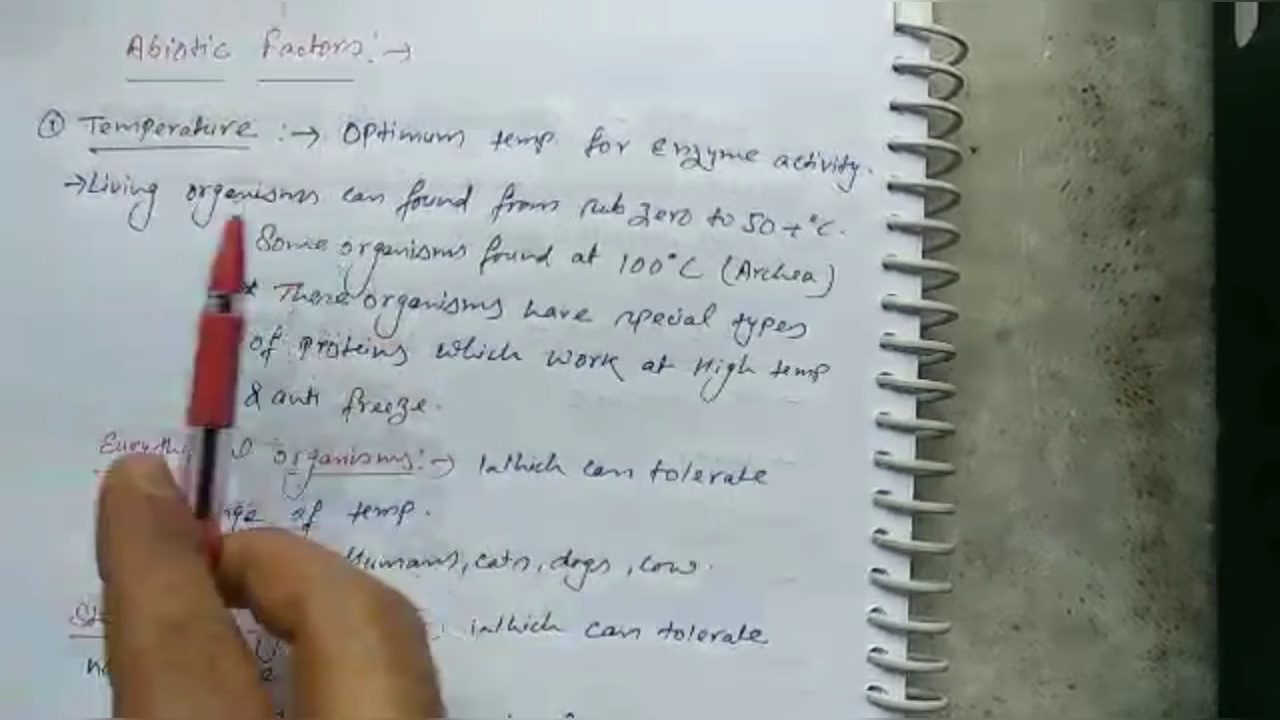 Abiotic Factors:→
① Temperature :→ Optimum temp. for enzyme activity.
→Living organisms can found from sub zero to 50+°C.
Some organisms found at 100°C (Archea)
* These organisms have special types
of proteins which work at High temp
& anti freeze.
organisms:→ Which can tolerate
of temp.
Humans, cats, dogs, cow.
which can tolerate